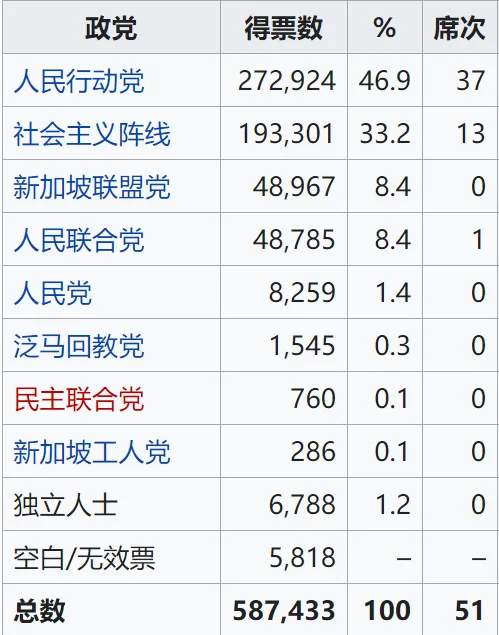 政党 得票数 % 席次
人民行动党 272,924 46.9 37
社会主义阵线 193,301 33.2 13
新加坡联盟党 48,967 8.4 0
人民联合党 48,785 8.4 1
人民党 8,259 1.4 0
泛马回教党 1,545 0.3 0
民主联合党 760 0.1 0
新加坡工人党 286 0.1 0
独立人士 6,788 1.2 0
空白/无效票 5,818 – –
总数 587,433 100 51